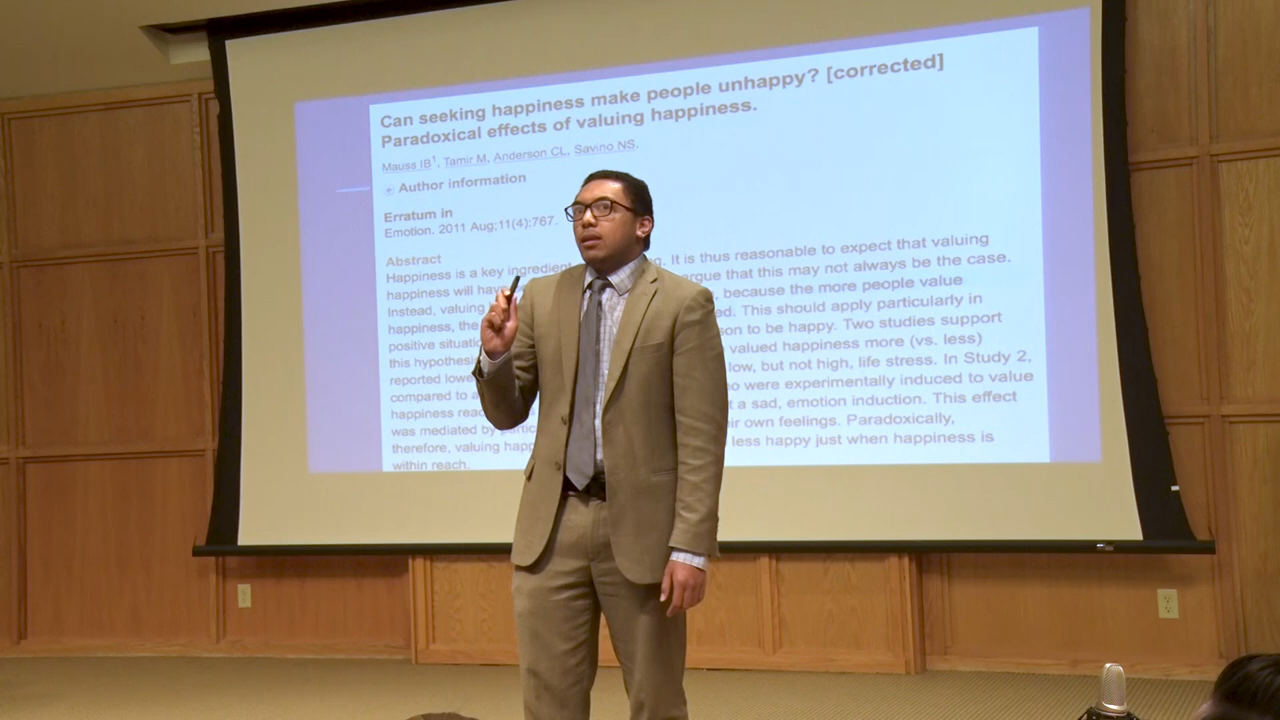 Can seeking happiness make people unhappy? [corrected]
Paradoxical effects of valuing happiness.
Mauss IB1, Tamir M, Anderson CL, Savino NS.
Author information
Erratum in
Emotion. 2011 Aug;11(4):767.
Abstract
Happiness is a key ingredient g. It is thus reasonable to expect that valuing
happiness will have argue that this may not always be the case.
Instead, valuing , because the more people value
happiness, the ed. This should apply particularly in
positive situatio son to be happy. Two studies support
this hypothesis valued happiness more (vs. less)
reported lowe low, but not high, life stress. In Study 2,
compared to a ho were experimentally induced to value
happiness reac t a sad, emotion induction. This effect
was mediated by partic eir own feelings. Paradoxically,
therefore, valuing happ less happy just when happiness is
within reach.